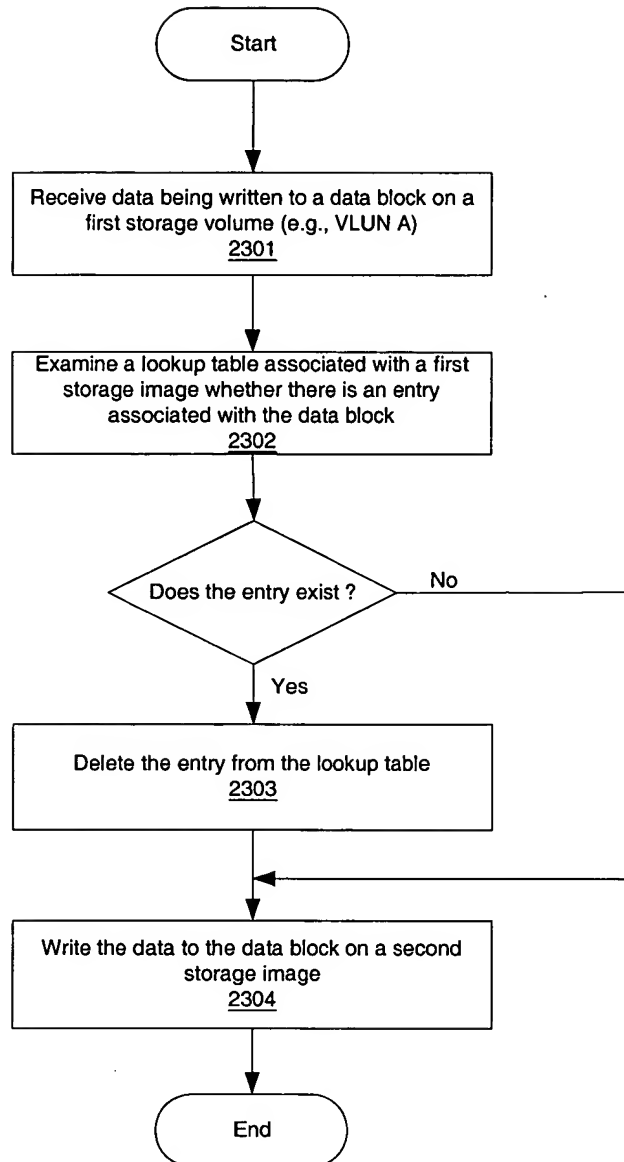 Start
Receive data being written to a data block on a
first storage volume (e.g., VLUN A)
2301
Examine a lookup table associated with a first
storage image whether there is an entry
associated with the data block
2302
Does the entry exist ?
No
Yes
Delete the entry from the lookup table
2303
Write the data to the data block on a second
storage image
2304
End